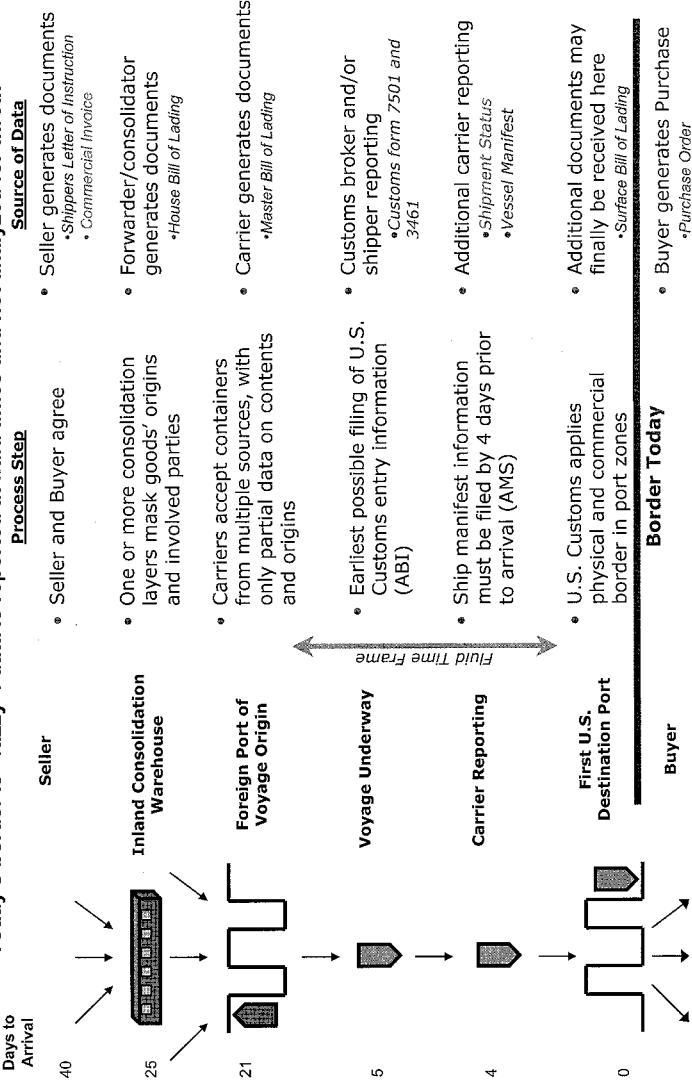 Days to
Arrival
Process Step
Source of Data
40
Seller
• Seller and Buyer agree
• Seller generates documents
•Shippers Letter of Instruction
• Commercial Invoice
25
Inland Consolidation
Warehouse
• One or more consolidation
layers mask goods' origins
and involved parties
• Forwarder/consolidator
generates documents
•House Bill of Lading
21
Foreign Port of
Voyage Origin
• Carriers accept containers
from multiple sources, with
only partial data on contents
and origins
• Carrier generates documents
•Master Bill of Lading
Fluid Time Frame
5
Voyage Underway
• Earliest possible filing of U.S.
Customs entry information
(ABI)
• Customs broker and/or
shipper reporting
•Customs form 7501 and
3461
4
Carrier Reporting
• Ship manifest information
must be filed by 4 days prior
to arrival (AMS)
• Additional carrier reporting
•Shipment Status
•Vessel Manifest
0
First U.S.
Destination Port
• U.S. Customs applies
physical and commercial
border in port zones
• Additional documents may
finally be received here
•Surface Bill of Lading
Border Today
Buyer
• Buyer generates Purchase
•Purchase Order